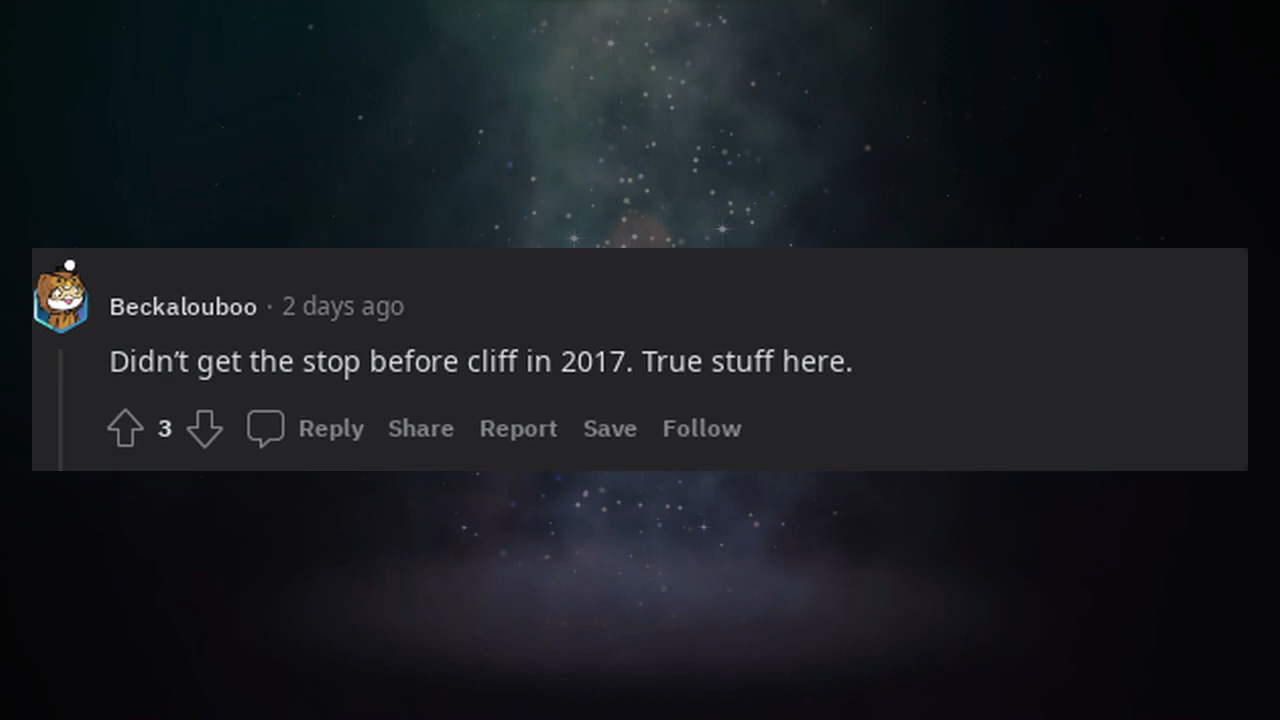 Beckalouboo · 2 days ago
Didn’t get the stop before cliff in 2017. True stuff here.
3 Reply Share Report Save Follow